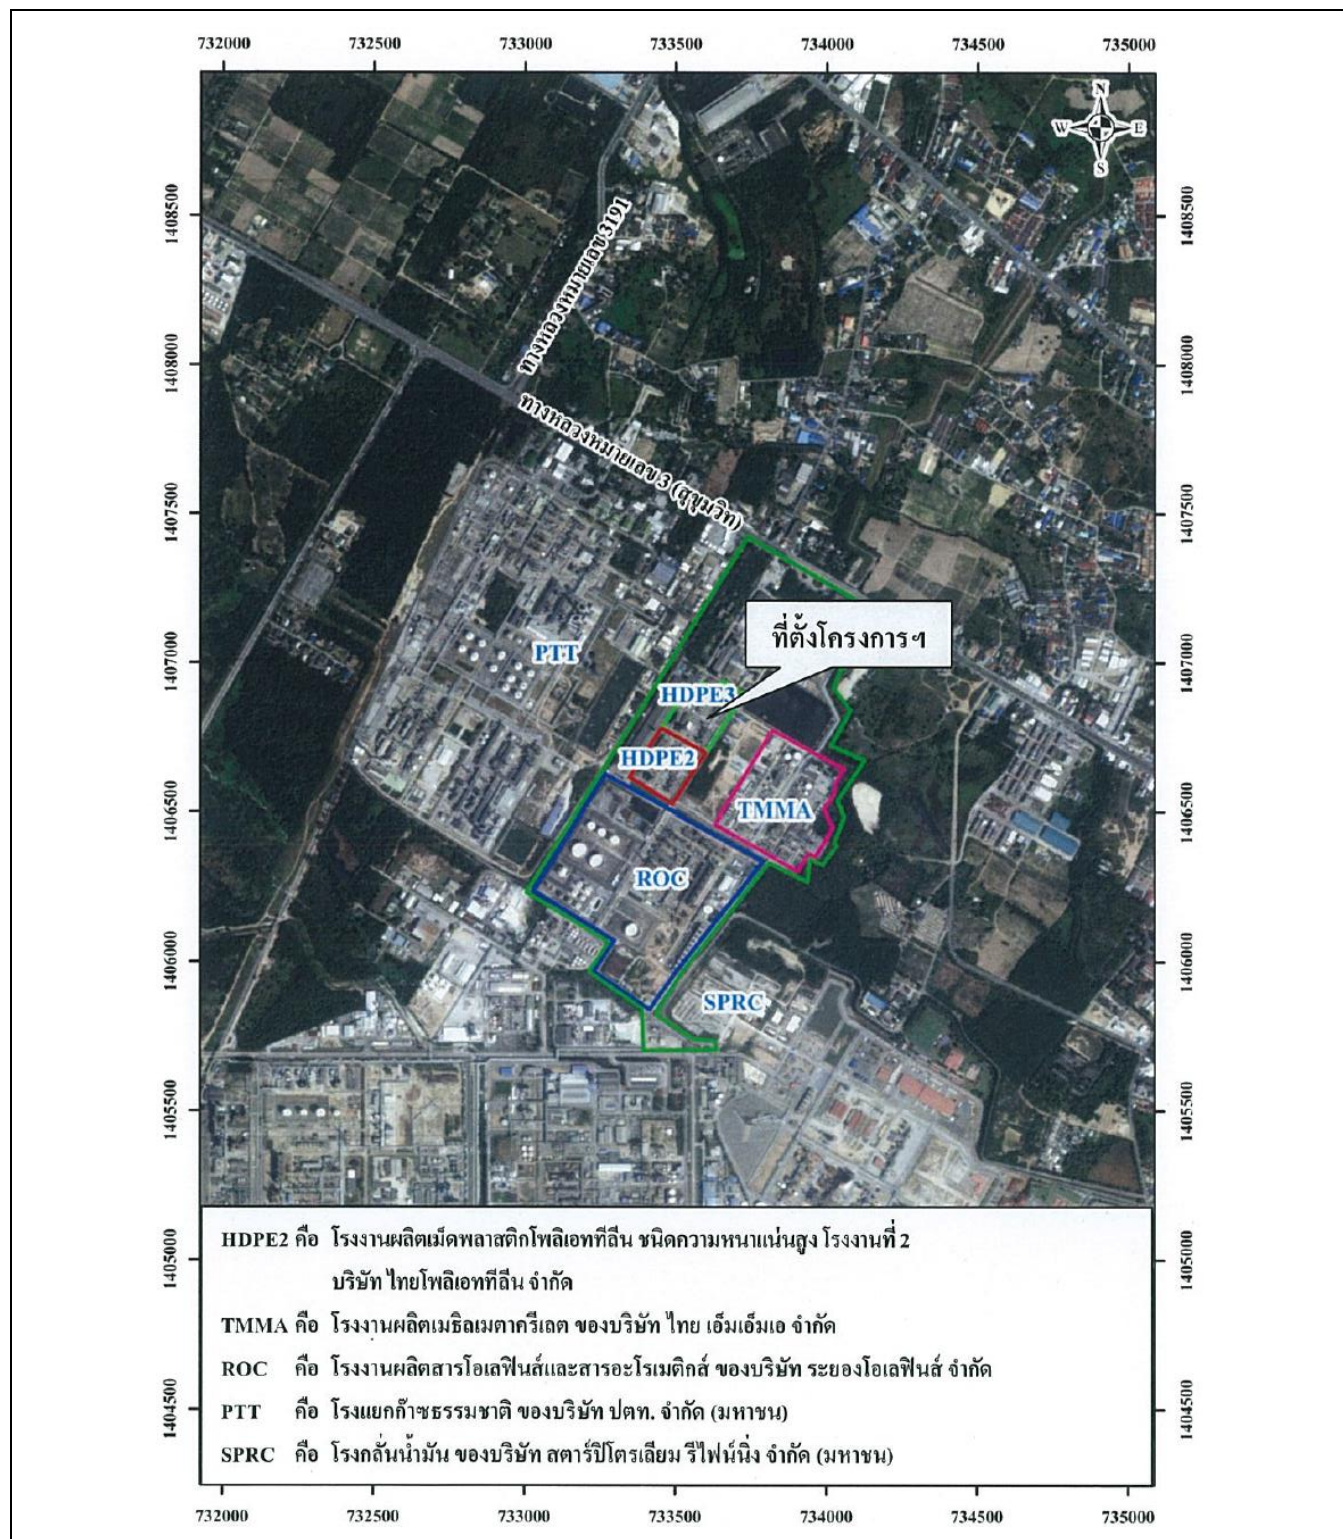 732000 732500 733000 733500 734000 734500 735000
N
W E
S
1408500 1408500
ทางหลวงหมายเลข 3191
1408000 1408000
ทางหลวงหมายเลข 3 (สุขุมวิท)
1407500 1407500
ที่ตั้งโครงการฯ
PTT
1407000 1407000
HDPE3
HDPE2
TMMA
1406500 1406500
ROC
1406000 1406000
SPRC
1405500 1405500
HDPE2 คือ โรงงานผลิตเม็ดพลาสติกโพลิเอททีลีน ชนิดความหนาแน่นสูง โรงงานที่ 2
บริษัท ไทยโพลิเอททีลีน จำกัด
1405000 1405000
TMMA คือ โรงงานผลิตเมธิลเมตาครีเลต ของบริษัท ไทย เอ็มเอ็มเอ จำกัด
ROC คือ โรงงานผลิตสารโอเลฟินส์และสารอะโรเมติกส์ ของบริษัท ระยองโอเลฟินส์ จำกัด
PTT คือ โรงแยกก๊าซธรรมชาติ ของบริษัท ปตท. จำกัด (มหาชน)
1404500 1404500
SPRC คือ โรงกลั่นน้ำมัน ของบริษัท สตาร์ปิโตรเลียม รีไฟน์นิ่ง จำกัด (มหาชน)
732000 732500 733000 733500 734000 734500 735000